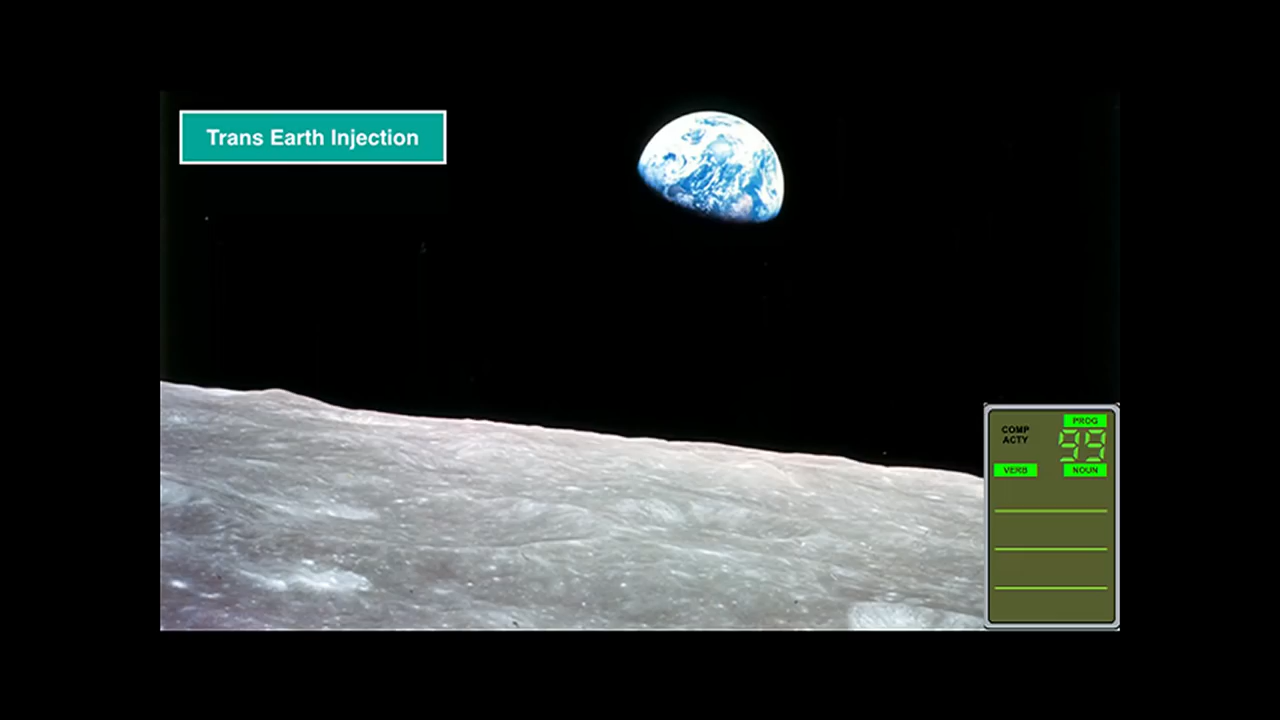 Trans Earth Injection
PROG
COMP
ACTY
99
VERB
NOUN